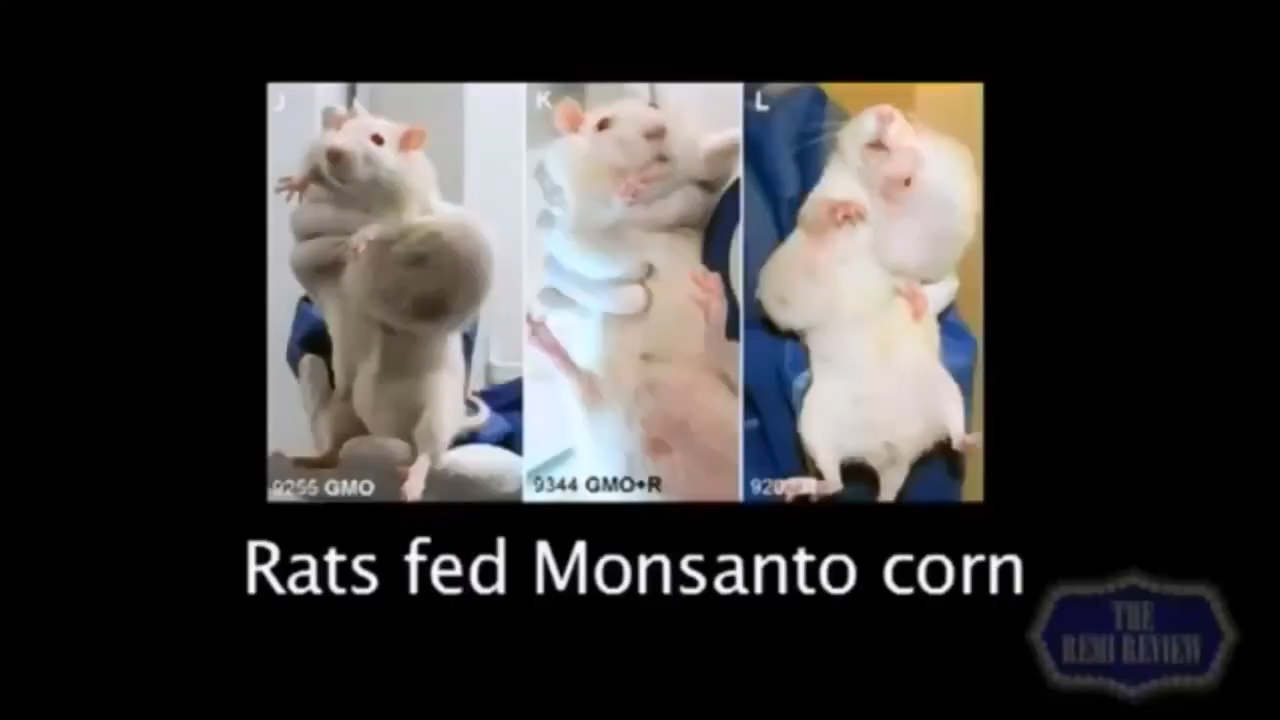 J K L
9255 GMO 9344 GMO+R
Rats fed Monsanto corn
THE
REMI REVIEW